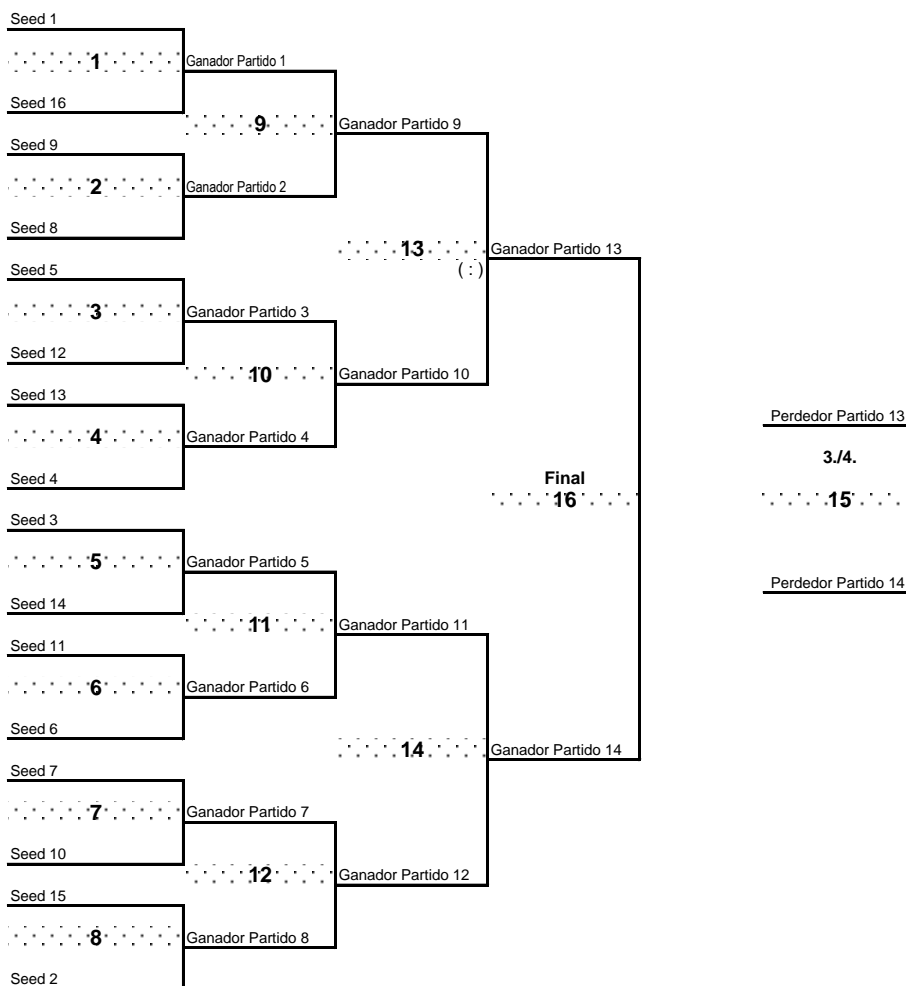 Seed 1
1
Ganador Partido 1
Seed 16
9
Ganador Partido 9
Seed 9
2
Ganador Partido 2
Seed 8
13
Ganador Partido 13
( : )
Seed 5
3
Ganador Partido 3
Seed 12
10
Ganador Partido 10
Seed 13
4
Ganador Partido 4
Seed 4
Final
16
Perdedor Partido 13
3./4.
15
Perdedor Partido 14
Seed 3
5
Ganador Partido 5
Seed 14
11
Ganador Partido 11
Seed 11
6
Ganador Partido 6
Seed 6
14
Ganador Partido 14
Seed 7
7
Ganador Partido 7
Seed 10
12
Ganador Partido 12
Seed 15
8
Ganador Partido 8
Seed 2